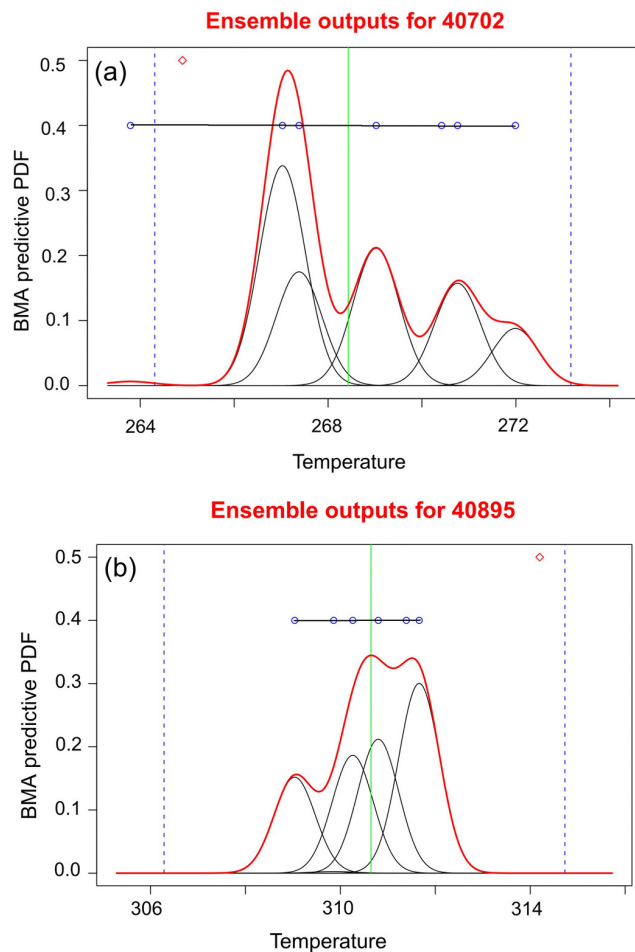 Ensemble outputs for 40702
(a)
0.5
0.4
0.3
0.2
0.1
0.0
BMA predictive PDF
264 268 272
Temperature
Ensemble outputs for 40895
(b)
0.5
0.4
0.3
0.2
0.1
0.0
BMA predictive PDF
306 310 314
Temperature